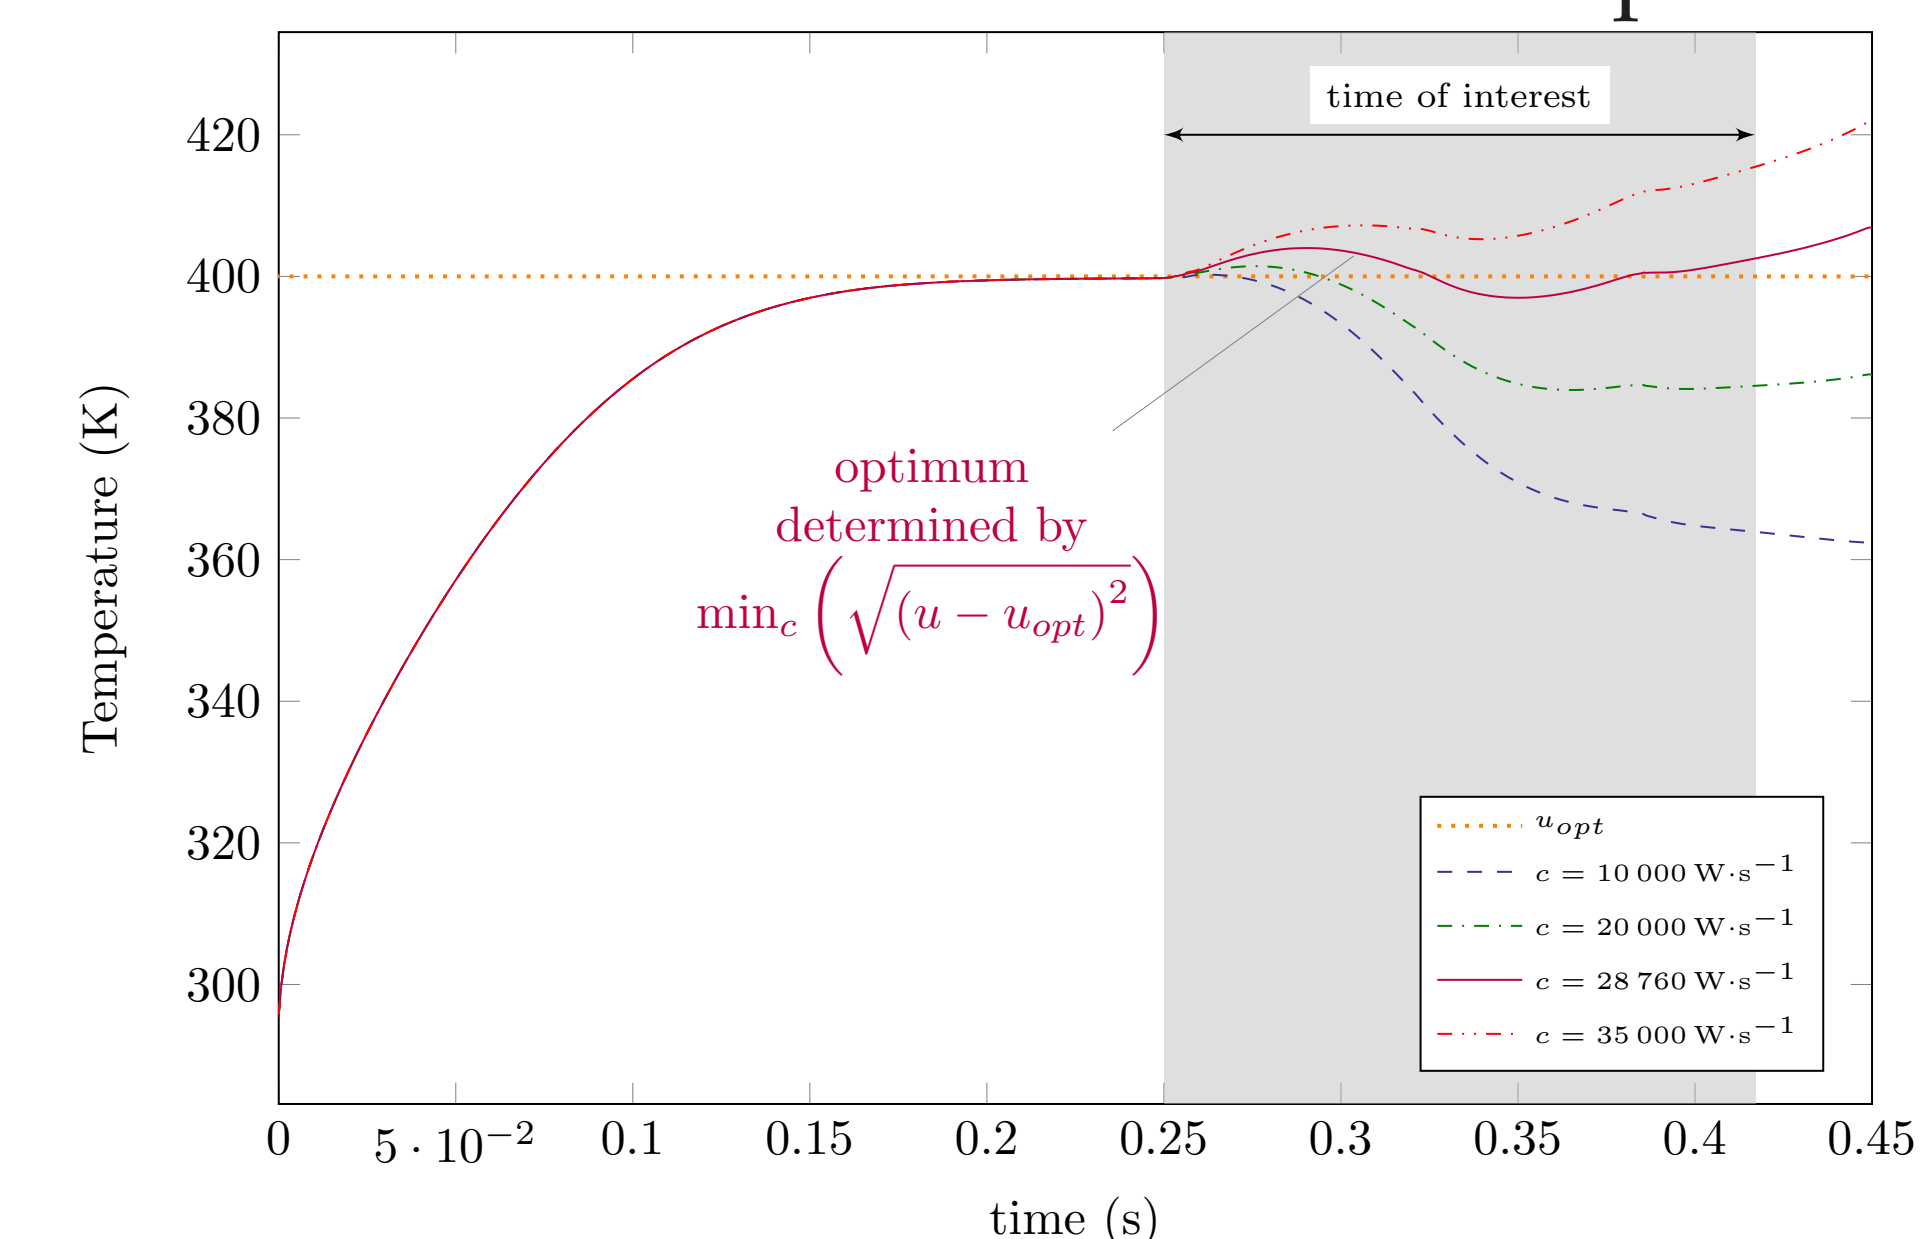 time of interest
420
400
380
360
340
320
300
Temperature (K)
optimum
determined by
min_c (√(u − u_opt)²)
u_opt
c = 10 000 W·s⁻¹
c = 20 000 W·s⁻¹
c = 28 760 W·s⁻¹
c = 35 000 W·s⁻¹
0 5 · 10⁻² 0.1 0.15 0.2 0.25 0.3 0.35 0.4 0.45
time (s)